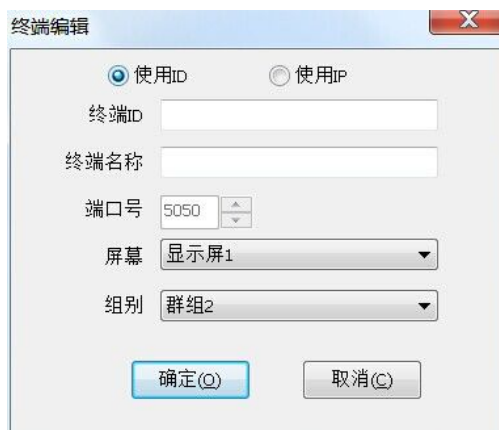 终端编辑
使用ID 使用IP
终端ID
终端名称
端口号 5050
屏幕 显示屏1
组别 群组2
确定(O) 取消(C)